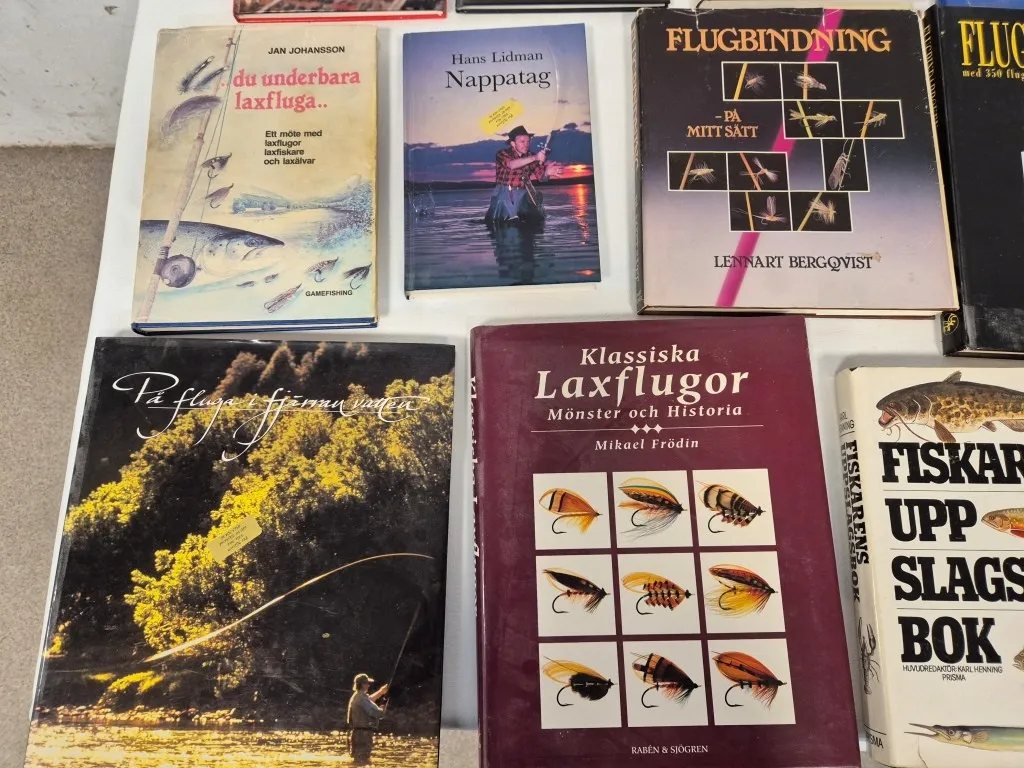 JAN JOHANSSON
du underbara
laxfluga..
Ett möte med
laxflugor
laxfiskare
och laxälvar
GAMEFISHING
Hans Lidman
Nappatag
FLUGBINDNING
- PÅ
MITT SÄTT
LENNART BERGQVIST
FLUG
med 350 flug
På fluga i fjärran vatten
Klassiska
Laxflugor
Mönster och Historia
Mikael Frödin
RABÉN & SJÖGREN
FISKARENS
FISKAR
UPP
SLAGS
BOK
HUVUDREDAKTÖR: KARL HENNING
PRISMA